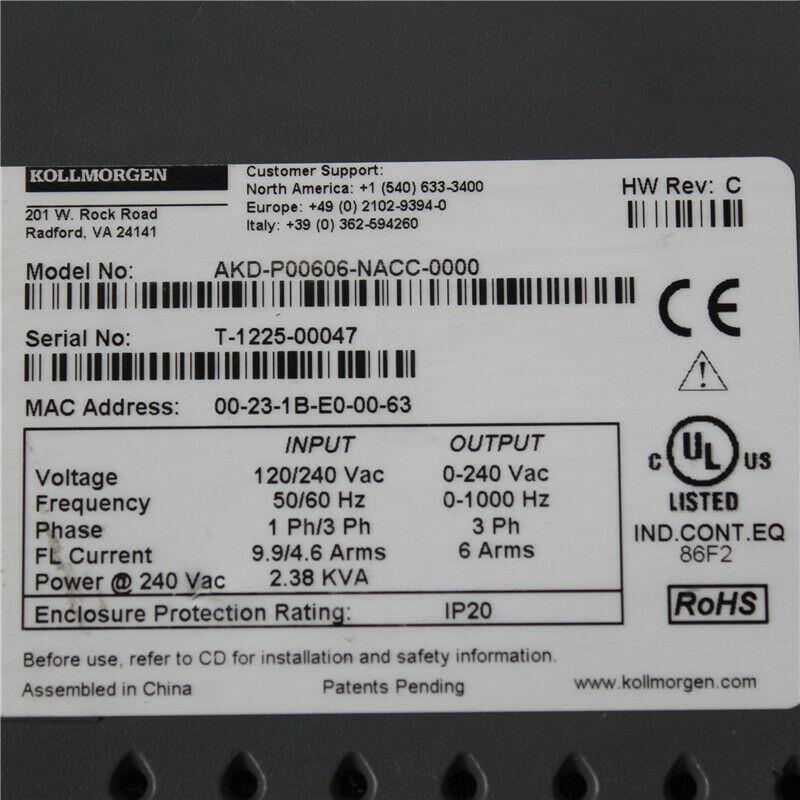 KOLLMORGEN
201 W. Rock Road
Radford, VA 24141
Customer Support:
North America: +1 (540) 633-3400
Europe: +49 (0) 2102-9394-0
Italy: +39 (0) 362-594260
HW Rev: C
Model No: AKD-P00606-NACC-0000
Serial No: T-1225-00047
MAC Address: 00-23-1B-E0-00-63
CE
INPUT OUTPUT
Voltage 120/240 Vac 0-240 Vac
Frequency 50/60 Hz 0-1000 Hz
Phase 1 Ph/3 Ph 3 Ph
FL Current 9.9/4.6 Arms 6 Arms
Power @ 240 Vac 2.38 KVA
Enclosure Protection Rating: IP20
C UL US
LISTED
IND.CONT.EQ
86F2
RoHS
Before use, refer to CD for installation and safety information.
Assembled in China Patents Pending www.kollmorgen.com